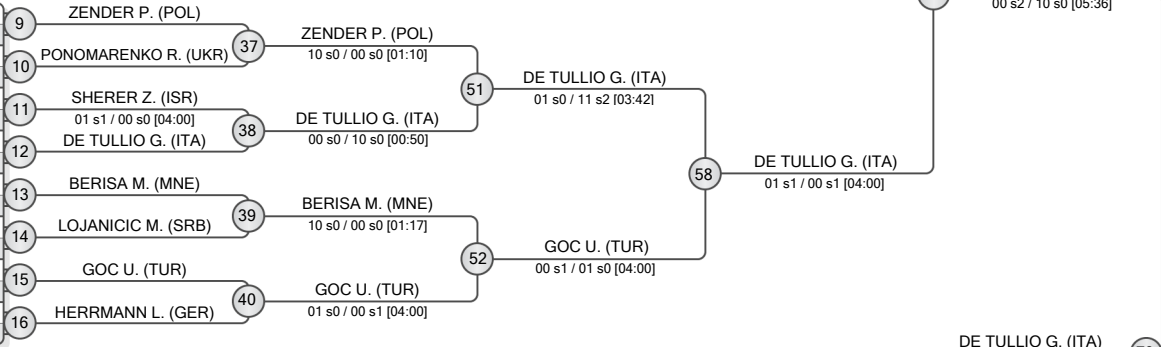 00 s2 / 10 s0 [05:36]
9
ZENDER P. (POL)
10
PONOMARENKO R. (UKR)
37
ZENDER P. (POL)
10 s0 / 00 s0 [01:10]
11
SHERER Z. (ISR)
01 s1 / 00 s0 [04:00]
12
DE TULLIO G. (ITA)
38
DE TULLIO G. (ITA)
00 s0 / 10 s0 [00:50]
51
DE TULLIO G. (ITA)
01 s0 / 11 s2 [03:42]
13
BERISA M. (MNE)
14
LOJANICIC M. (SRB)
39
BERISA M. (MNE)
10 s0 / 00 s0 [01:17]
15
GOC U. (TUR)
16
HERRMANN L. (GER)
40
GOC U. (TUR)
01 s0 / 00 s1 [04:00]
52
GOC U. (TUR)
00 s1 / 01 s0 [04:00]
58
DE TULLIO G. (ITA)
01 s1 / 00 s1 [04:00]
DE TULLIO G. (ITA)